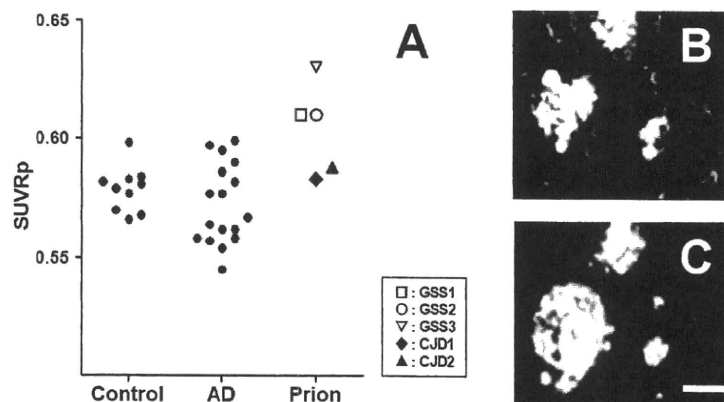 A
0.65
0.60
0.55
SUVRp
Control AD Prion
□ : GSS1
○ : GSS2
▽ : GSS3
◆ : CJD1
▲ : CJD2
B
C